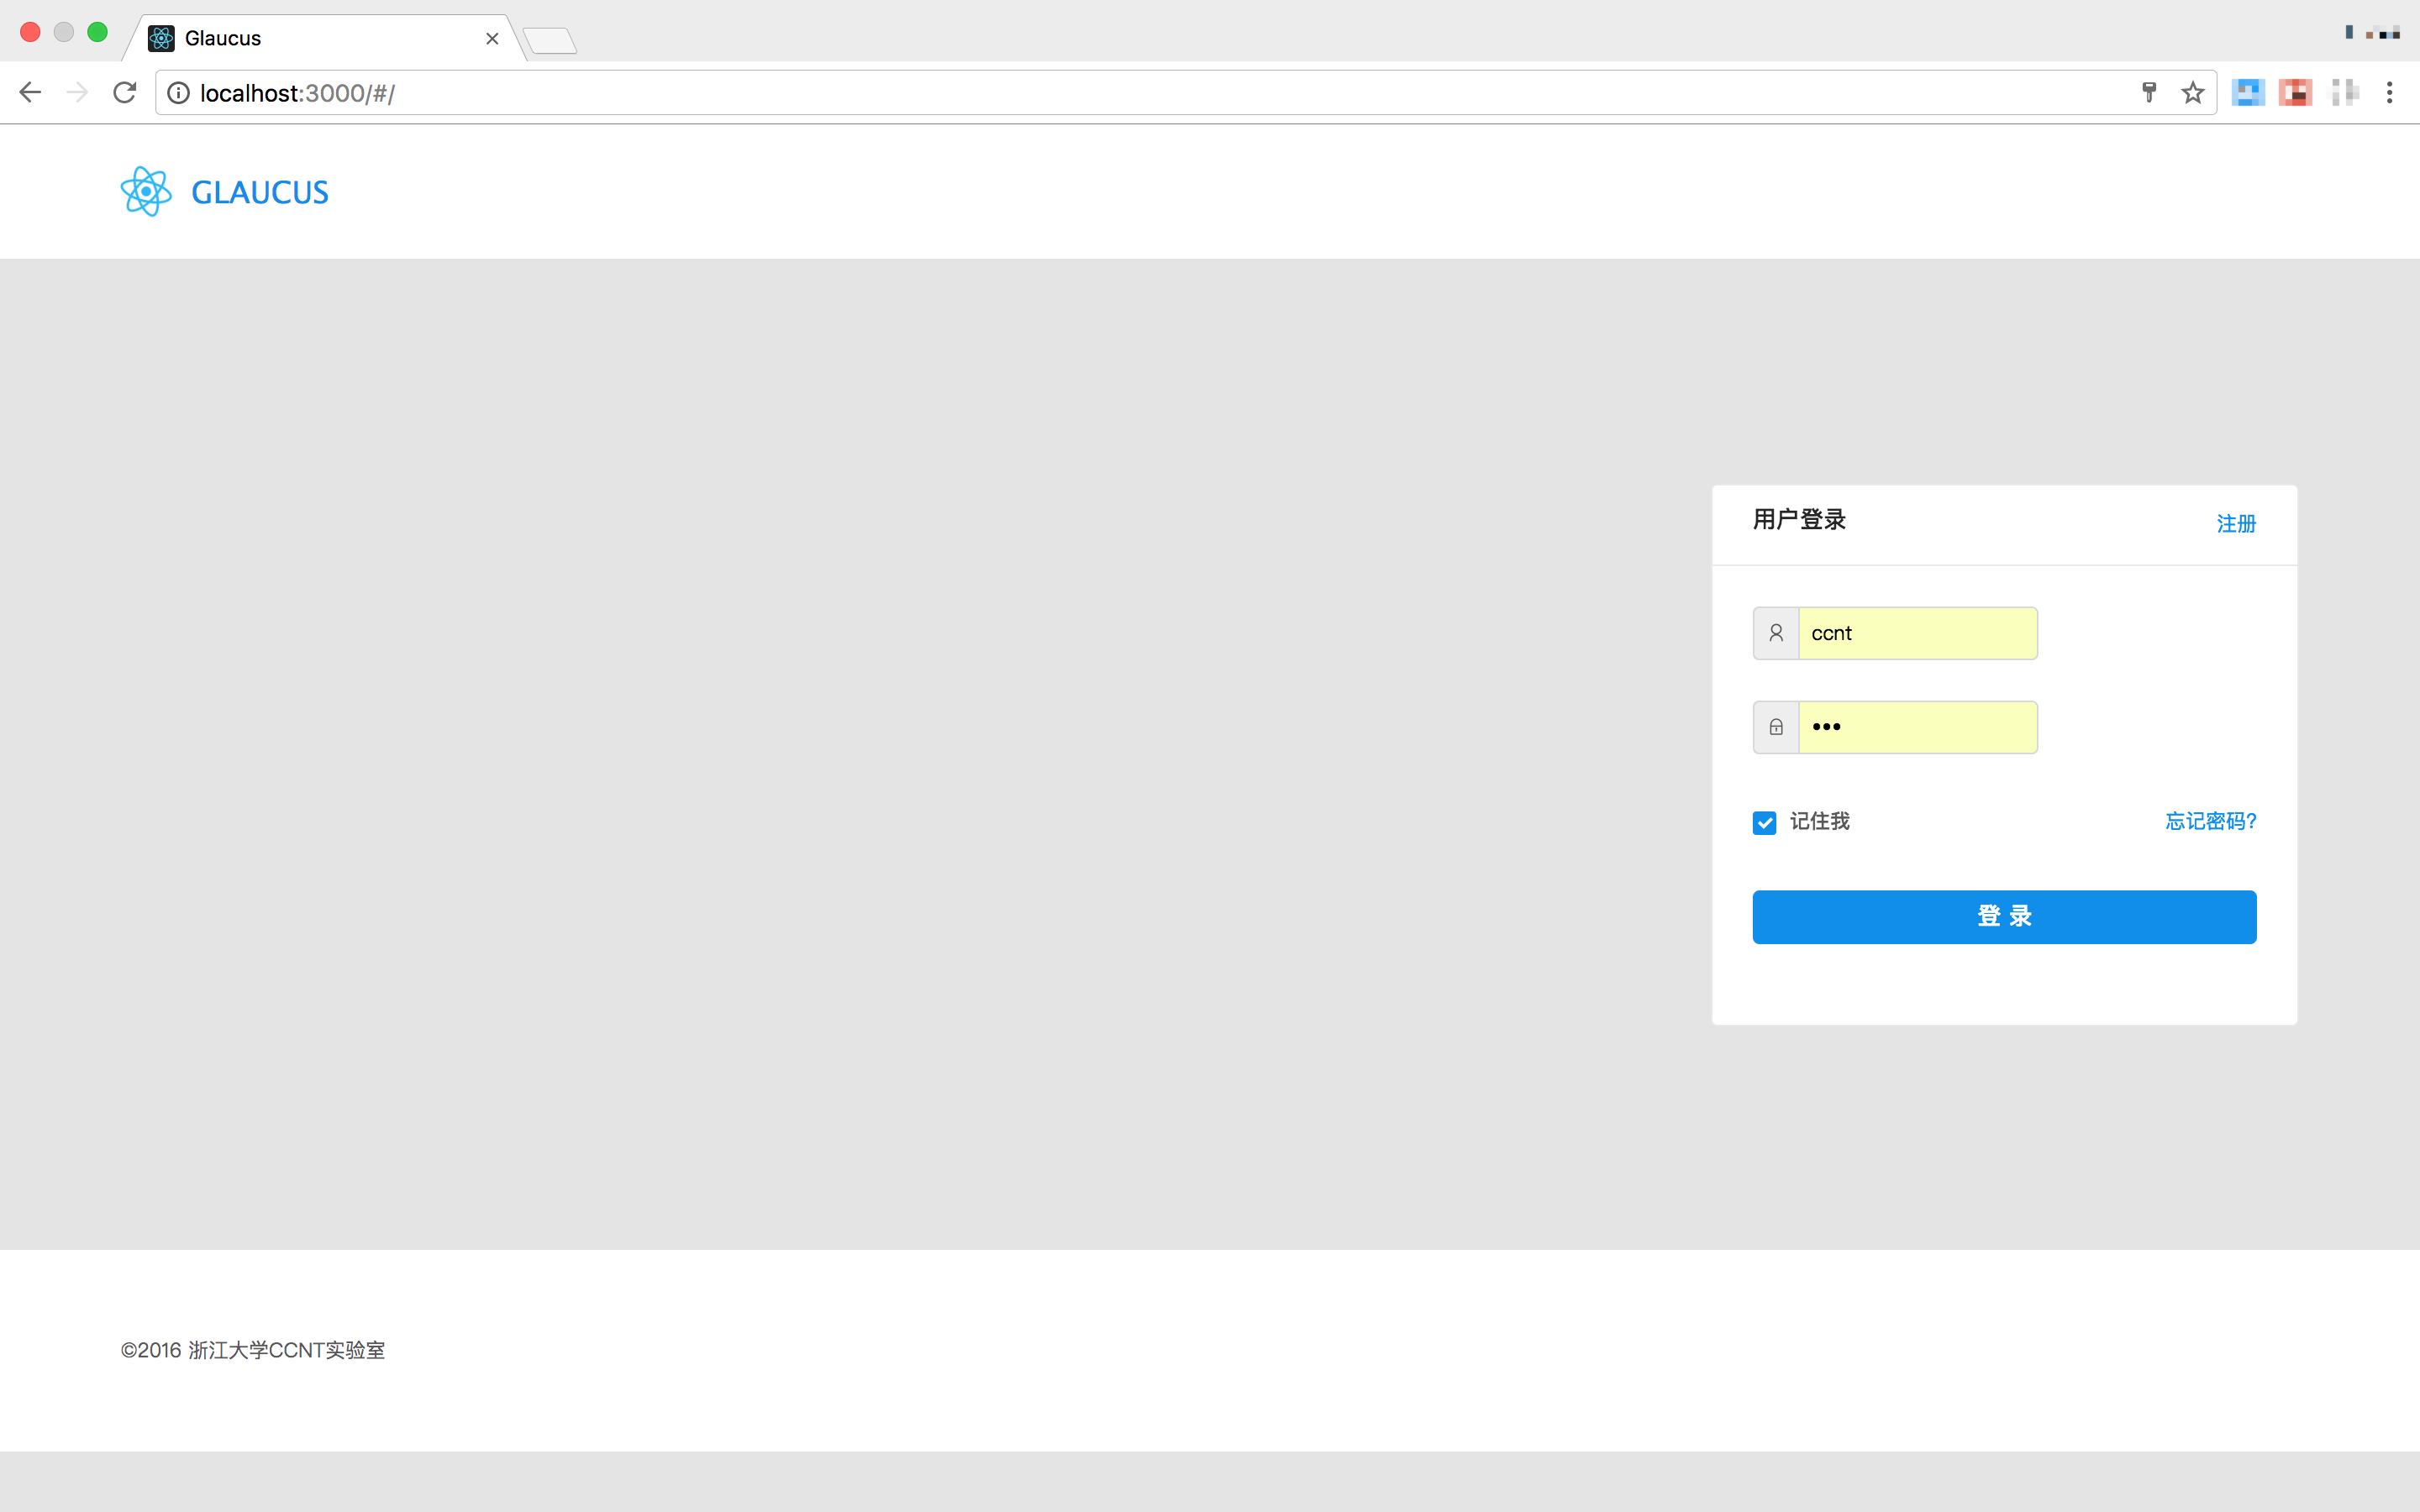 Glaucus
localhost:3000/#/
GLAUCUS
用户登录
注册
ccnt
•••
记住我
忘记密码?
登 录
©2016 浙江大学CCNT实验室